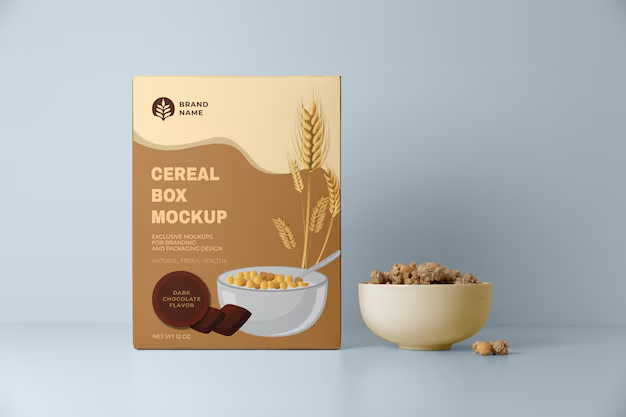 BRAND
NAME
CEREAL
BOX
MOCKUP
EXCLUSIVE MOCKUPS
FOR BRANDING
AND PACKAGING DESIGN
NATURAL, FRESH, HEALTHY
DARK
CHOCOLATE
FLAVOR
NET WT 12 OZ